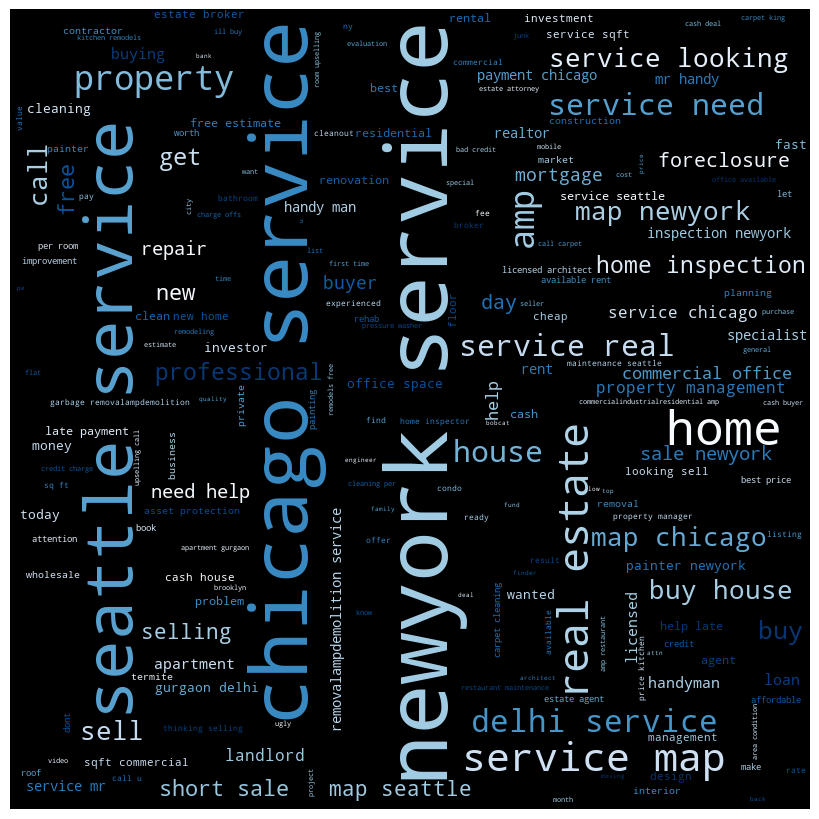 estate broker
ill buy
contractor
kitchen remodels
buying
bank
property
cleaning
value
free estimate
worth
painter
call
free
get
pay
want
city
bathroom
charge offs
per room
improvement
repair
new
time
clean
new home
remodeling
estimate
investor
flat
professional
garbage removalampdemolition
quality
private
late payment
money
upselling call
business
credit charge
sq ft
need help
today
asset protection
book
attention
apartment gurgaon
wholesale
cash house
brooklyn
problem
selling
apartment
termite
gurgaon delhi
dont
sell
thinking selling
ugly
video
sqft commercial
landlord
roof
call u
service mr
short sale
project
map seattle
seattle service
chicago service
newyork service
ny
room upselling
evaluation
best
cleanout
residential
renovation
handy man
list
first time
buyer
experienced
rehab
pressure washer
floor
office space
painting
remodels free
find
home inspector
engineer
cleaning per
condo
family
offer
removalampdemolition service
know
deal
rental
investment
cash deal
carpet king
service sqft
junk
service looking
commercial
payment chicago
mr handy
estate attorney
service need
construction
realtor
bad credit
mobile
market
fast
cost
price
foreclosure
mortgage
office available
special
service seattle
let
amp
fee
map newyork
broker
inspection newyork
call carpet
licensed architect
home inspection
available rent
day
seller
planning
cheap
service chicago
purchase
specialist
service real
general
maintenance seattle
rent
commercial office
help
property management
commercialindustrialresidential amp
cash buyer
cash
bobcat
home
house
sale newyork
real estate
looking sell
best price
low
top
fund
removal
ready
property manager
map chicago
listing
result
painter newyork
finder
wanted
buy house
carpet cleaning
available
amp restaurant
licensed
price kitchen
help late
buy
credit
attn
agent
architect
restaurant maintenance
handyman
loan
estate agent
affordable
delhi service
management
area condition
service map
make
design
rate
moving
interior
month
back